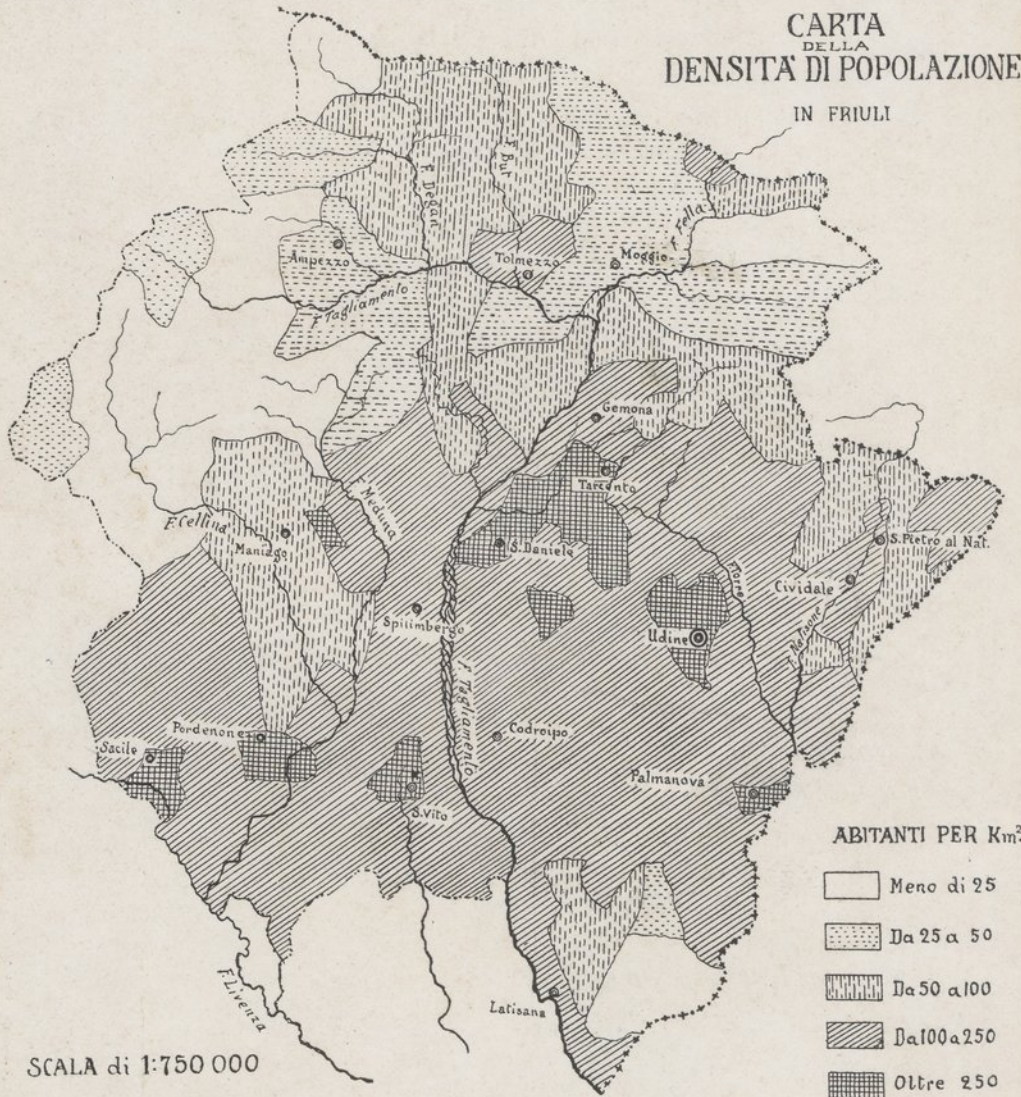 CARTA
DELLA
DENSITÀ DI POPOLAZIONE
IN FRIULI
F. Degano
F. But
F. Fella
Ampezzo
Tolmezzo
Moggio
F. Tagliamento
Gemona
Tarcento
F. Meduna
F. Cellina
Maniago
S. Daniele
S. Pietro al Nat.
F. Torre
Cividale
Spilimbergo
Udine
F. Natisone
F. Tagliamento
Pordenone
Codroipo
Sacile
Palmanova
S. Vito
F. Livenza
Latisana
ABITANTI PER Km²
Meno di 25
Da 25 a 50
Da 50 a 100
Da 100 a 250
Oltre 250
SCALA di 1:750 000